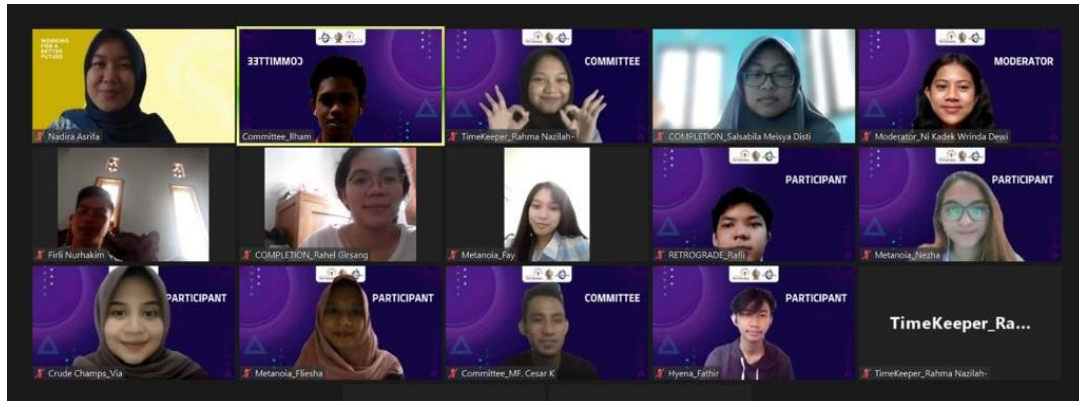 WORKING
FOR A
BETTER
FUTURE
Nadira Asrifa
COMMITTEE
Committee_Ilham
COMMITTEE
TimeKeeper_Rahma Nazilah-
COMPLETION_Salsabila Meisya Disti
MODERATOR
Moderator_Ni Kadek Wrinda Dewi
Firli Nurhakim
COMPLETION_Rahel Girsang
Metanoia_Fay
PARTICIPANT
RETROGRADE_Rafli
PARTICIPANT
Metanoia_Nezha
PARTICIPANT
Crude Champs_Via
PARTICIPANT
Metanoia_Fliesha
COMMITTEE
Committee_MF. Cesar K
PARTICIPANT
Hyena_Fathir
TimeKeeper_Ra...
TimeKeeper_Rahma Nazilah-